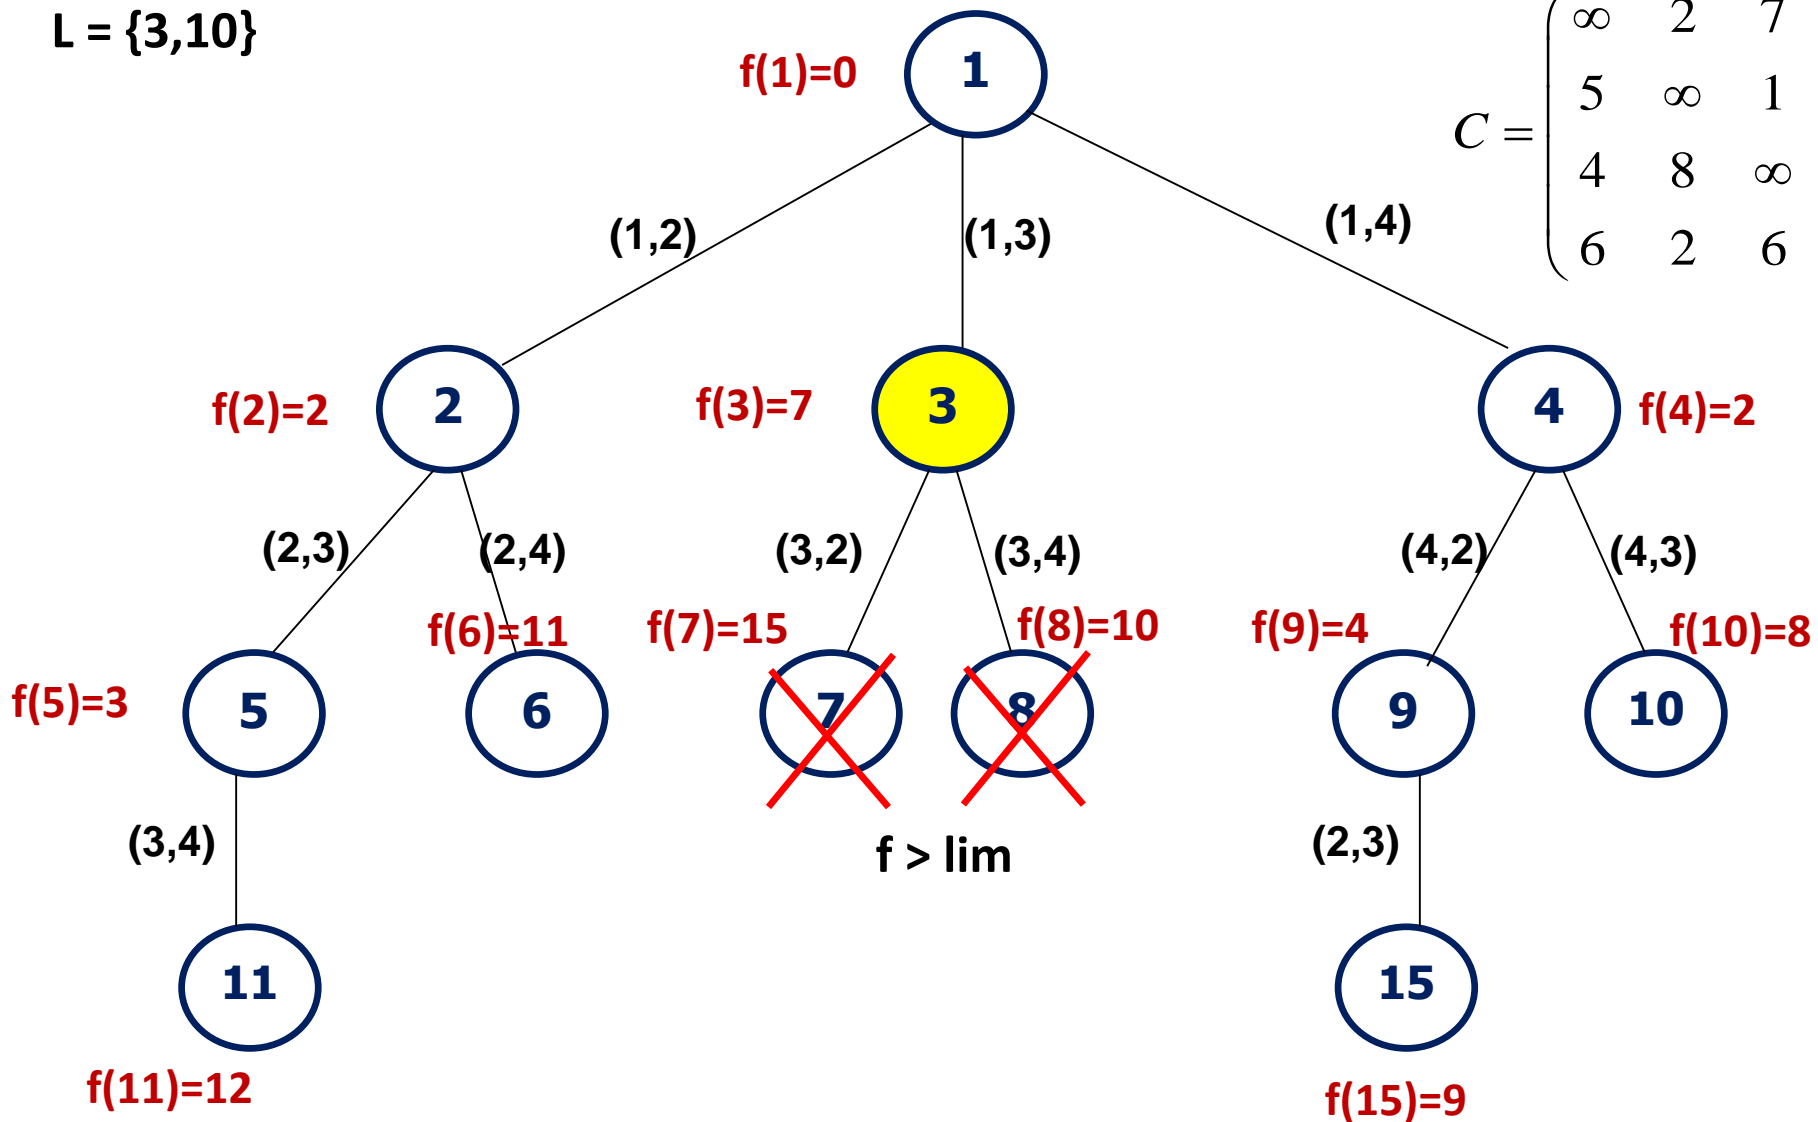 L = {3,10}
∞ 2 7
5 ∞ 1
C =
4 8 ∞
6 2 6
f(1)=0
1
(1,2)
(1,3)
(1,4)
f(2)=2
2
f(3)=7
3
4
f(4)=2
(2,3)
(2,4)
(3,2)
(3,4)
(4,2)
(4,3)
f(5)=3
5
f(6)=11
6
f(7)=15
7
f(8)=10
8
f(9)=4
9
f(10)=8
10
f > lim
(3,4)
(2,3)
11
15
f(11)=12
f(15)=9